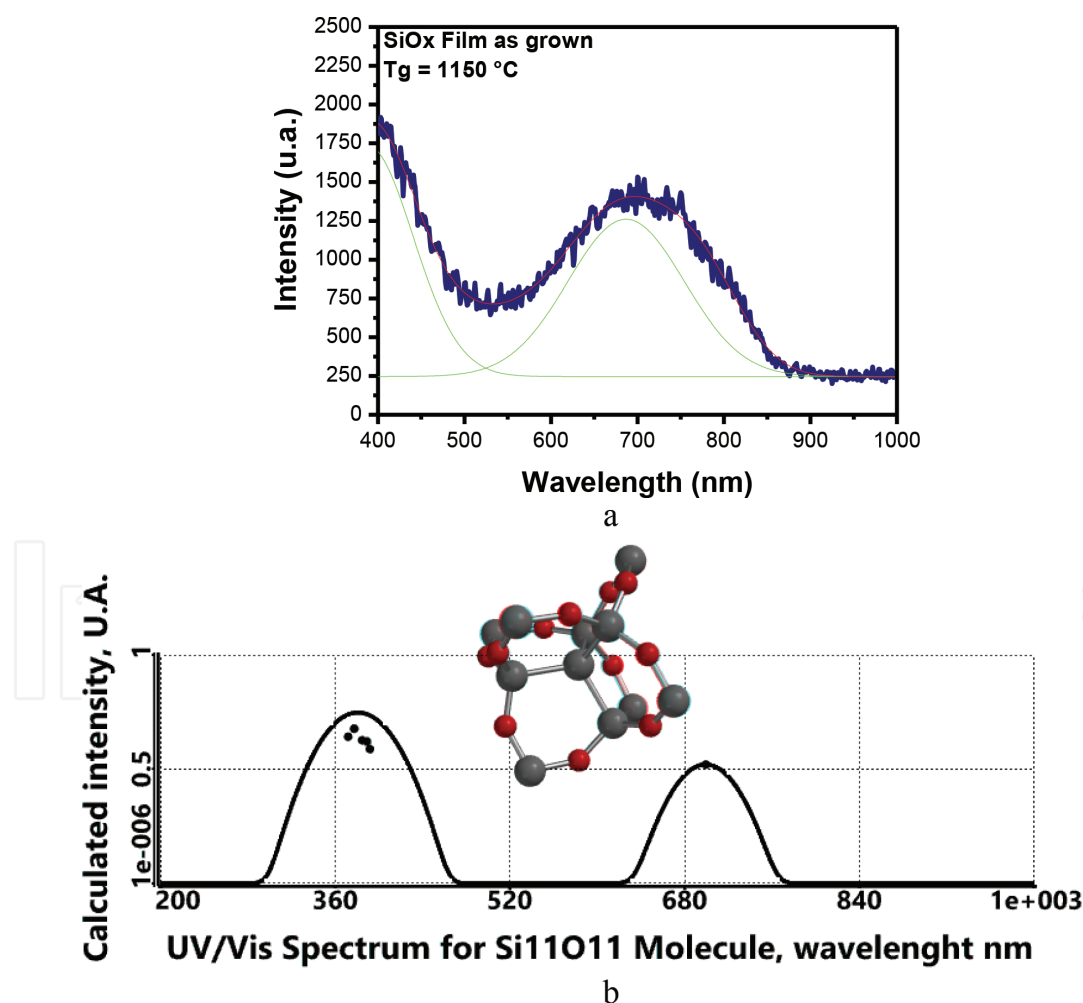 2500
SiOx Film as grown
2250
Tg = 1150 °C
2000
1750
1500
1250
1000
750
500
250
0
Intensity (u.a.)
400 500 600 700 800 900 1000
Wavelength (nm)
a
Calculated intensity, U.A.
1
0.5
1e-006
200 360 520 680 840 1e+003
UV/Vis Spectrum for Si11O11 Molecule, wavelenght nm
b